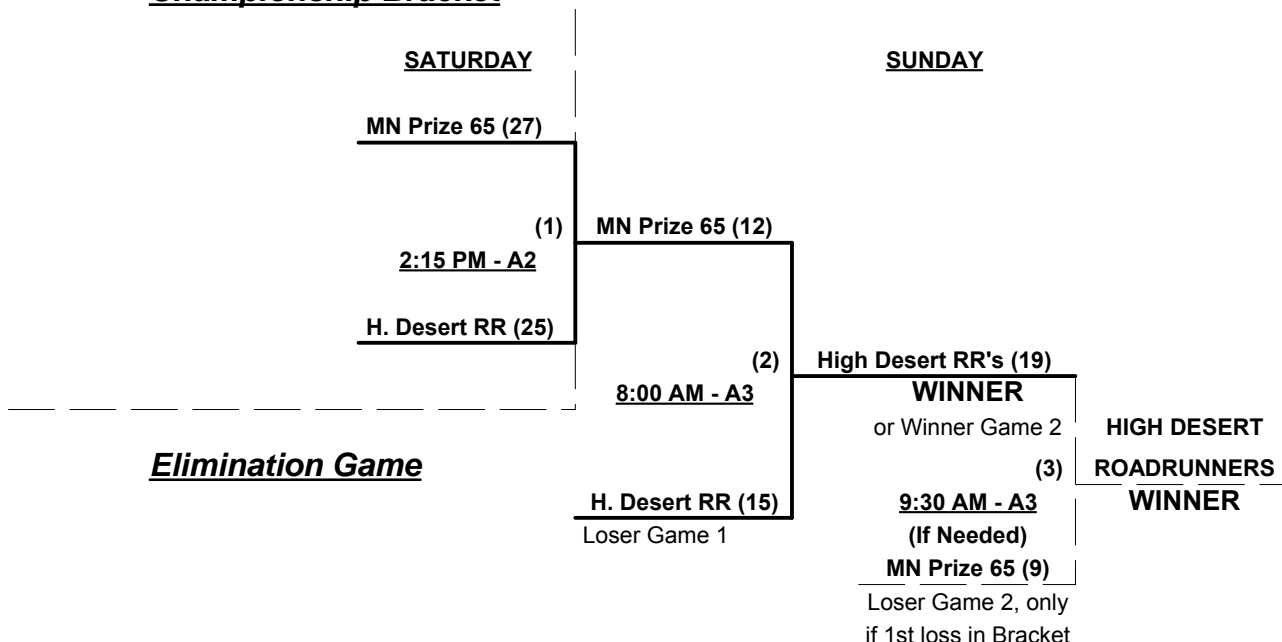 Championship Bracket
SATURDAY
SUNDAY
MN Prize 65 (27)
(1)
MN Prize 65 (12)
2:15 PM - A2
H. Desert RR (25)
(2)
High Desert RR's (19)
8:00 AM - A3
WINNER
or Winner Game 2
HIGH DESERT
Elimination Game
(3)
ROADRUNNERS
H. Desert RR (15)
9:30 AM - A3
WINNER
Loser Game 1
(If Needed)
MN Prize 65 (9)
Loser Game 2, only
if 1st loss in Bracket